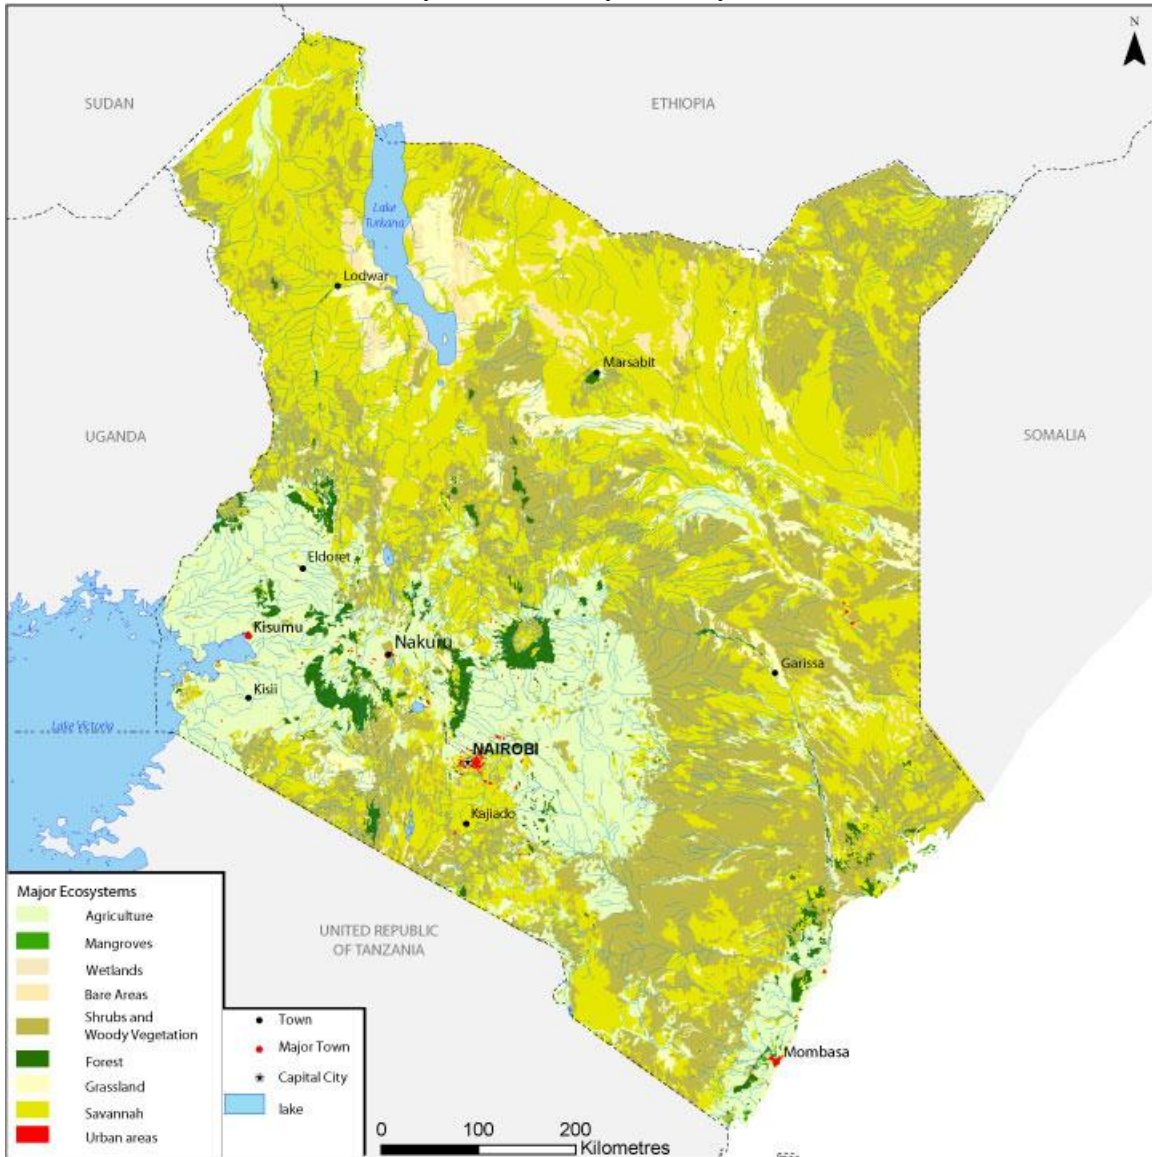 N
SUDAN
ETHIOPIA
Lake
Turkana
Lodwar
Marsabit
UGANDA
SOMALIA
Eldoret
Kisumu
Nakuru
Garissa
Kisii
Lake Victoria
NAIROBI
Kajiado
UNITED REPUBLIC
OF TANZANIA
Mombasa
Major Ecosystems
Agriculture
Mangroves
Wetlands
Bare Areas
Shrubs and
Woody Vegetation
Forest
Grassland
Savannah
Urban areas
Town
Major Town
Capital City
lake
0 100 200
Kilometres